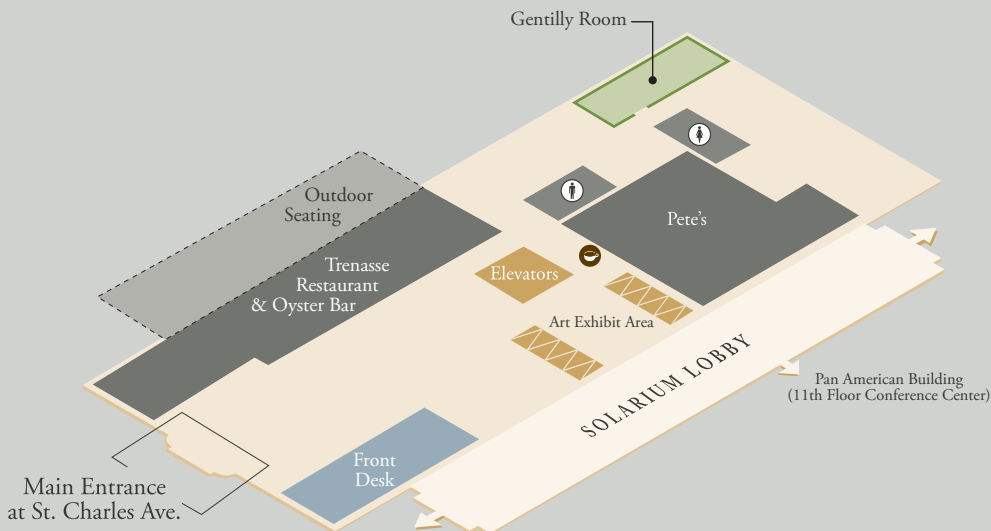 Gentilly Room
Outdoor
Seating
Pete's
Trenasse
Restaurant
& Oyster Bar
Elevators
Art Exhibit Area
SOLARIUM LOBBY
Pan American Building
(11th Floor Conference Center)
Front
Desk
Main Entrance
at St. Charles Ave.